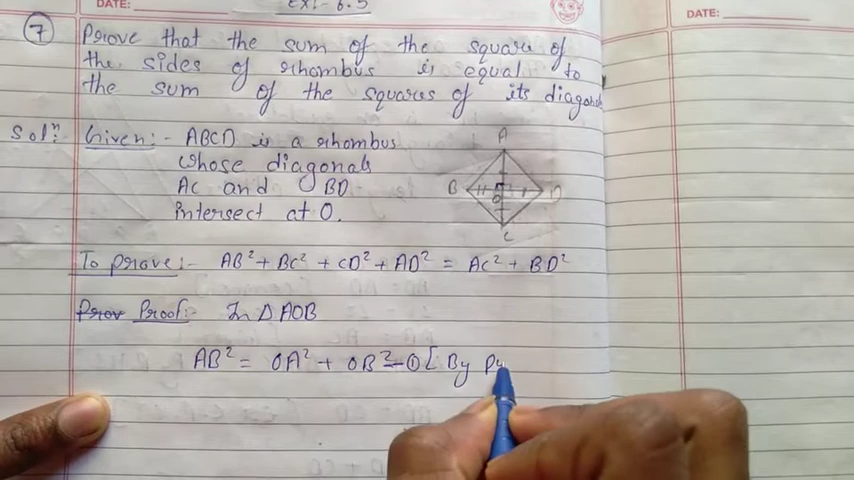 DATE:
Ex:- 6.5
DATE:
7 Prove that the sum of the square of
the sides of rhombus is equal to
the sum of the squares of its diagonals
Solⁿ: Given:- ABCD is a rhombus
whose diagonals
AC and BD
intersect at O.
A
B
D
O
C
To prove:- AB² + BC² + CD² + AD² = AC² + BD²
Prov Proof:- In △AOB
AB² = OA² + OB² — ① [ By Py